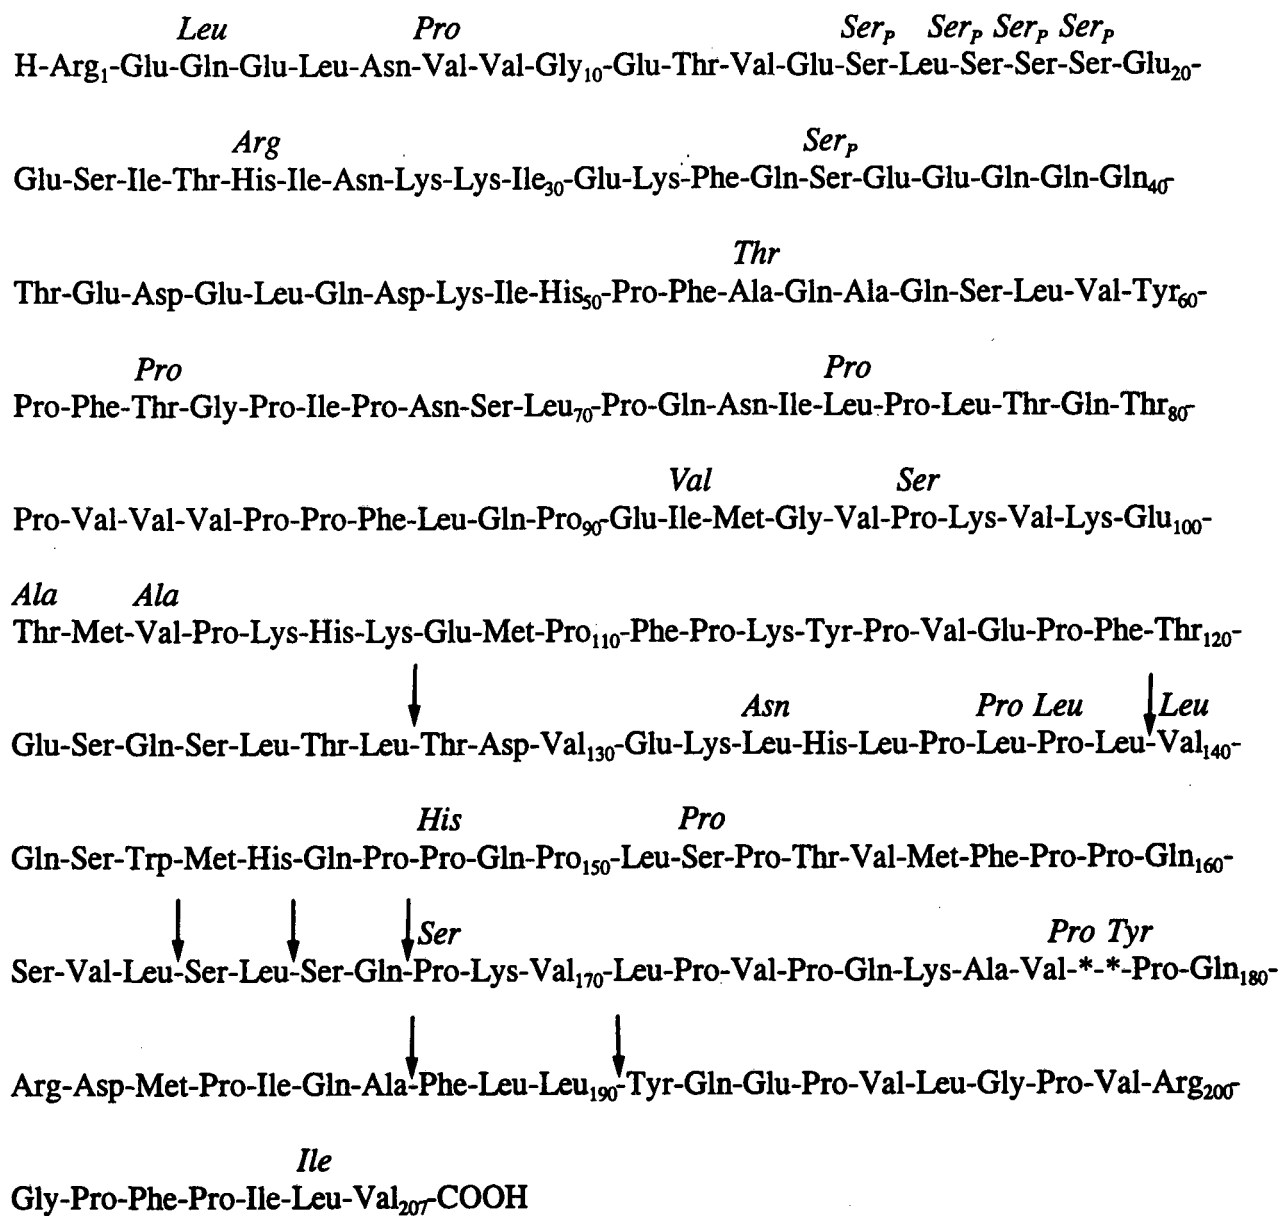 Leu Pro Ser_P Ser_P Ser_P Ser_P
H-Arg₁-Glu-Gln-Glu-Leu-Asn-Val-Val-Gly₁₀-Glu-Thr-Val-Glu-Ser-Leu-Ser-Ser-Ser-Glu₂₀-
Arg Ser_P
Glu-Ser-Ile-Thr-His-Ile-Asn-Lys-Lys-Ile₃₀-Glu-Lys-Phe-Gln-Ser-Glu-Glu-Gln-Gln-Gln₄₀-
Thr
Thr-Glu-Asp-Glu-Leu-Gln-Asp-Lys-Ile-His₅₀-Pro-Phe-Ala-Gln-Ala-Gln-Ser-Leu-Val-Tyr₆₀-
Pro Pro
Pro-Phe-Thr-Gly-Pro-Ile-Pro-Asn-Ser-Leu₇₀-Pro-Gln-Asn-Ile-Leu-Pro-Leu-Thr-Gln-Thr₈₀-
Val Ser
Pro-Val-Val-Val-Pro-Pro-Phe-Leu-Gln-Pro₉₀-Glu-Ile-Met-Gly-Val-Pro-Lys-Val-Lys-Glu₁₀₀-
Ala Ala
Thr-Met-Val-Pro-Lys-His-Lys-Glu-Met-Pro₁₁₀-Phe-Pro-Lys-Tyr-Pro-Val-Glu-Pro-Phe-Thr₁₂₀-
Asn Pro Leu Leu
Glu-Ser-Gln-Ser-Leu-Thr-Leu-Thr-Asp-Val₁₃₀-Glu-Lys-Leu-His-Leu-Pro-Leu-Pro-Leu-Val₁₄₀-
His Pro
Gln-Ser-Trp-Met-His-Gln-Pro-Pro-Gln-Pro₁₅₀-Leu-Ser-Pro-Thr-Val-Met-Phe-Pro-Pro-Gln₁₆₀-
Ser Pro Tyr
Ser-Val-Leu-Ser-Leu-Ser-Gln-Pro-Lys-Val₁₇₀-Leu-Pro-Val-Pro-Gln-Lys-Ala-Val-*-*-Pro-Gln₁₈₀-
Arg-Asp-Met-Pro-Ile-Gln-Ala-Phe-Leu-Leu₁₉₀-Tyr-Gln-Glu-Pro-Val-Leu-Gly-Pro-Val-Arg₂₀₀-
Ile
Gly-Pro-Phe-Pro-Ile-Leu-Val₂₀₇-COOH